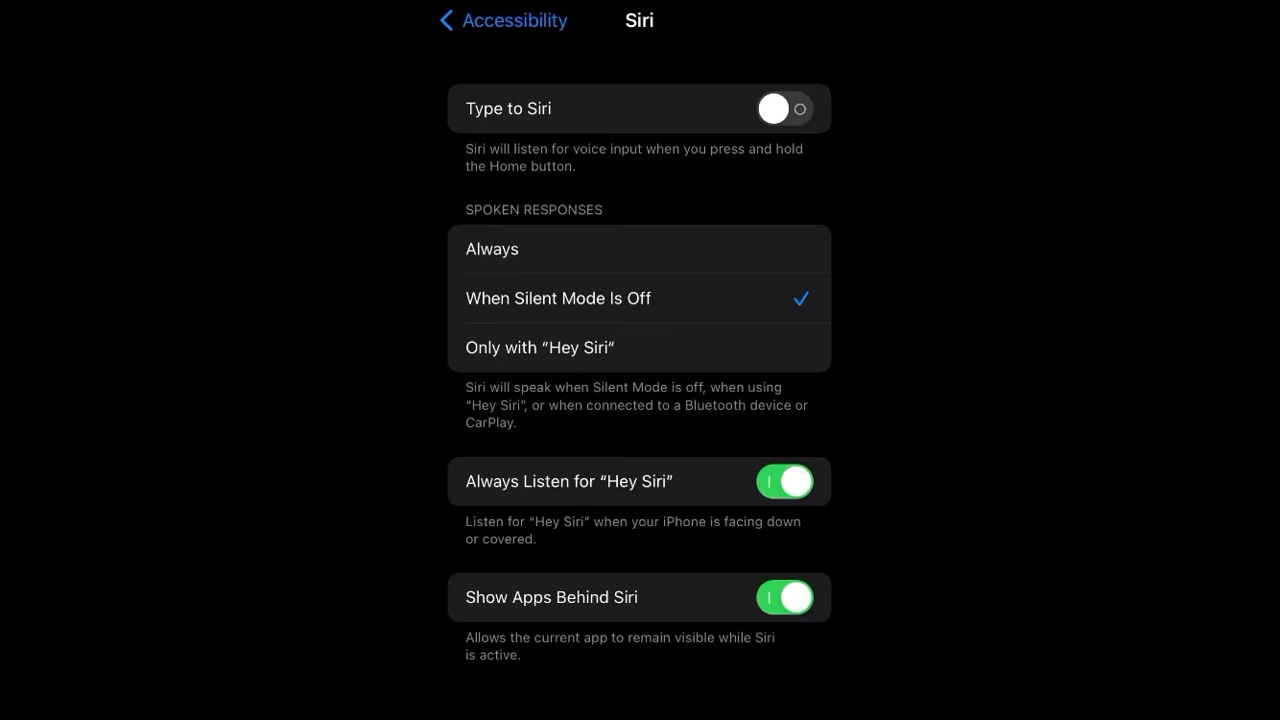 Accessibility
Siri
Type to Siri
Siri will listen for voice input when you press and hold
the Home button.
SPOKEN RESPONSES
Always
When Silent Mode Is Off
Only with “Hey Siri”
Siri will speak when Silent Mode is off, when using
“Hey Siri”, or when connected to a Bluetooth device or
CarPlay.
Always Listen for “Hey Siri”
Listen for “Hey Siri” when your iPhone is facing down
or covered.
Show Apps Behind Siri
Allows the current app to remain visible while Siri
is active.